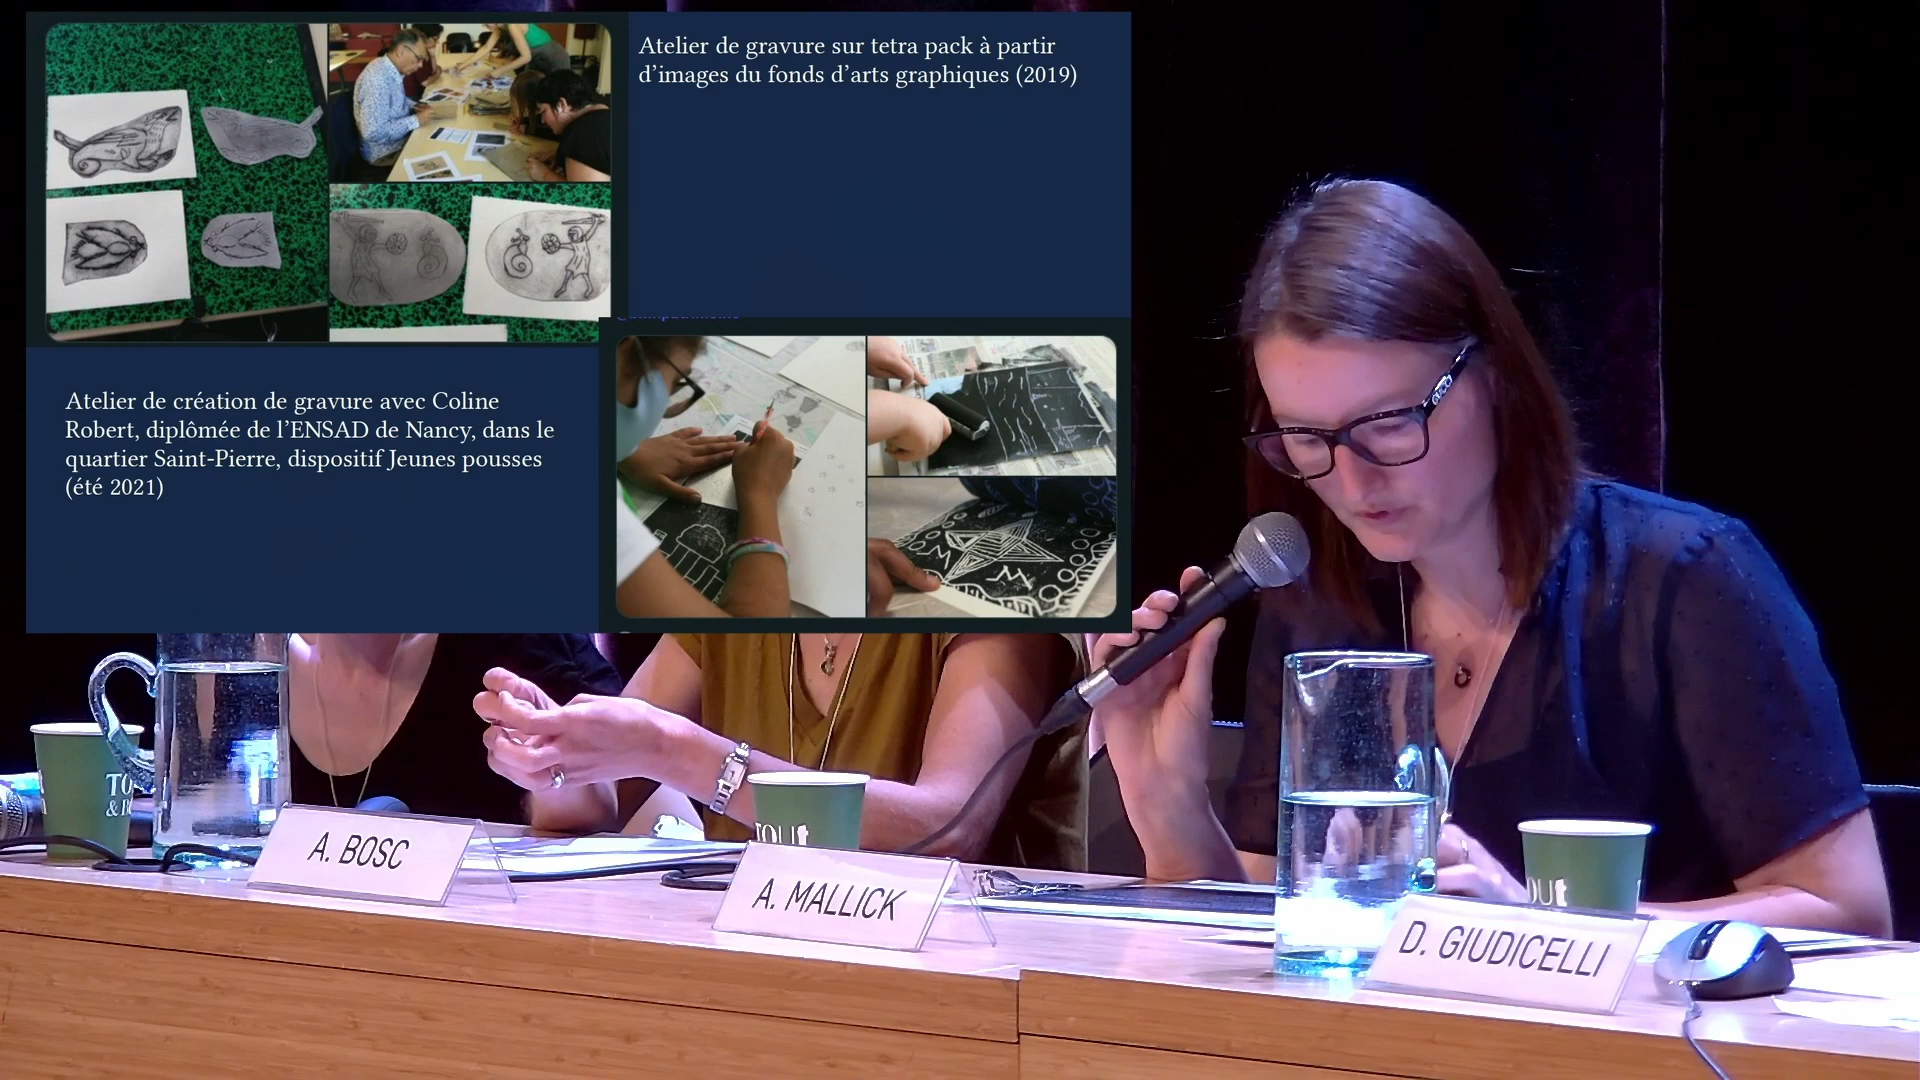 Atelier de gravure sur tetra pack à partir
d'images du fonds d'arts graphiques (2019)
Atelier de création de gravure avec Coline
Robert, diplômée de l'ENSAD de Nancy, dans le
quartier Saint-Pierre, dispositif Jeunes pousses
(été 2021)
A. BOSC
A. MALLICK
D. GIUDICELLI